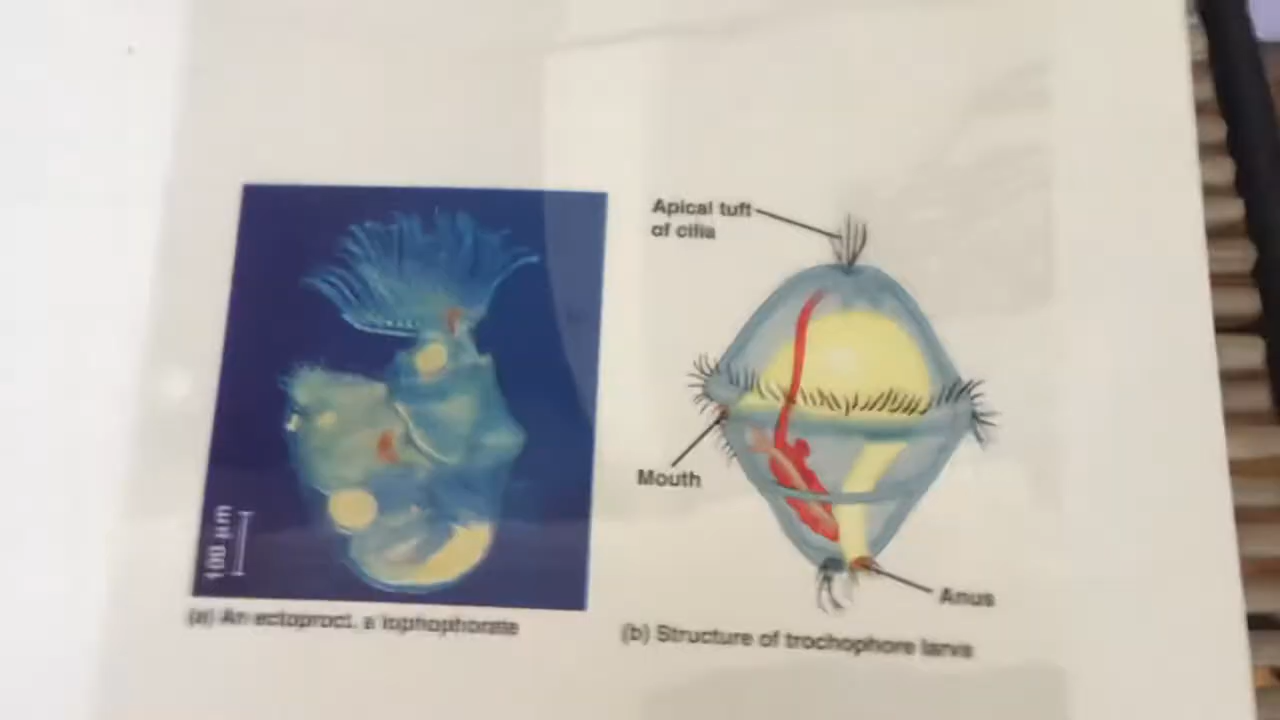 Apical tuft
of cilia
Mouth
Anus
100 µm
(a) An ectoproct, a lophophorate
(b) Structure of trochophore larva